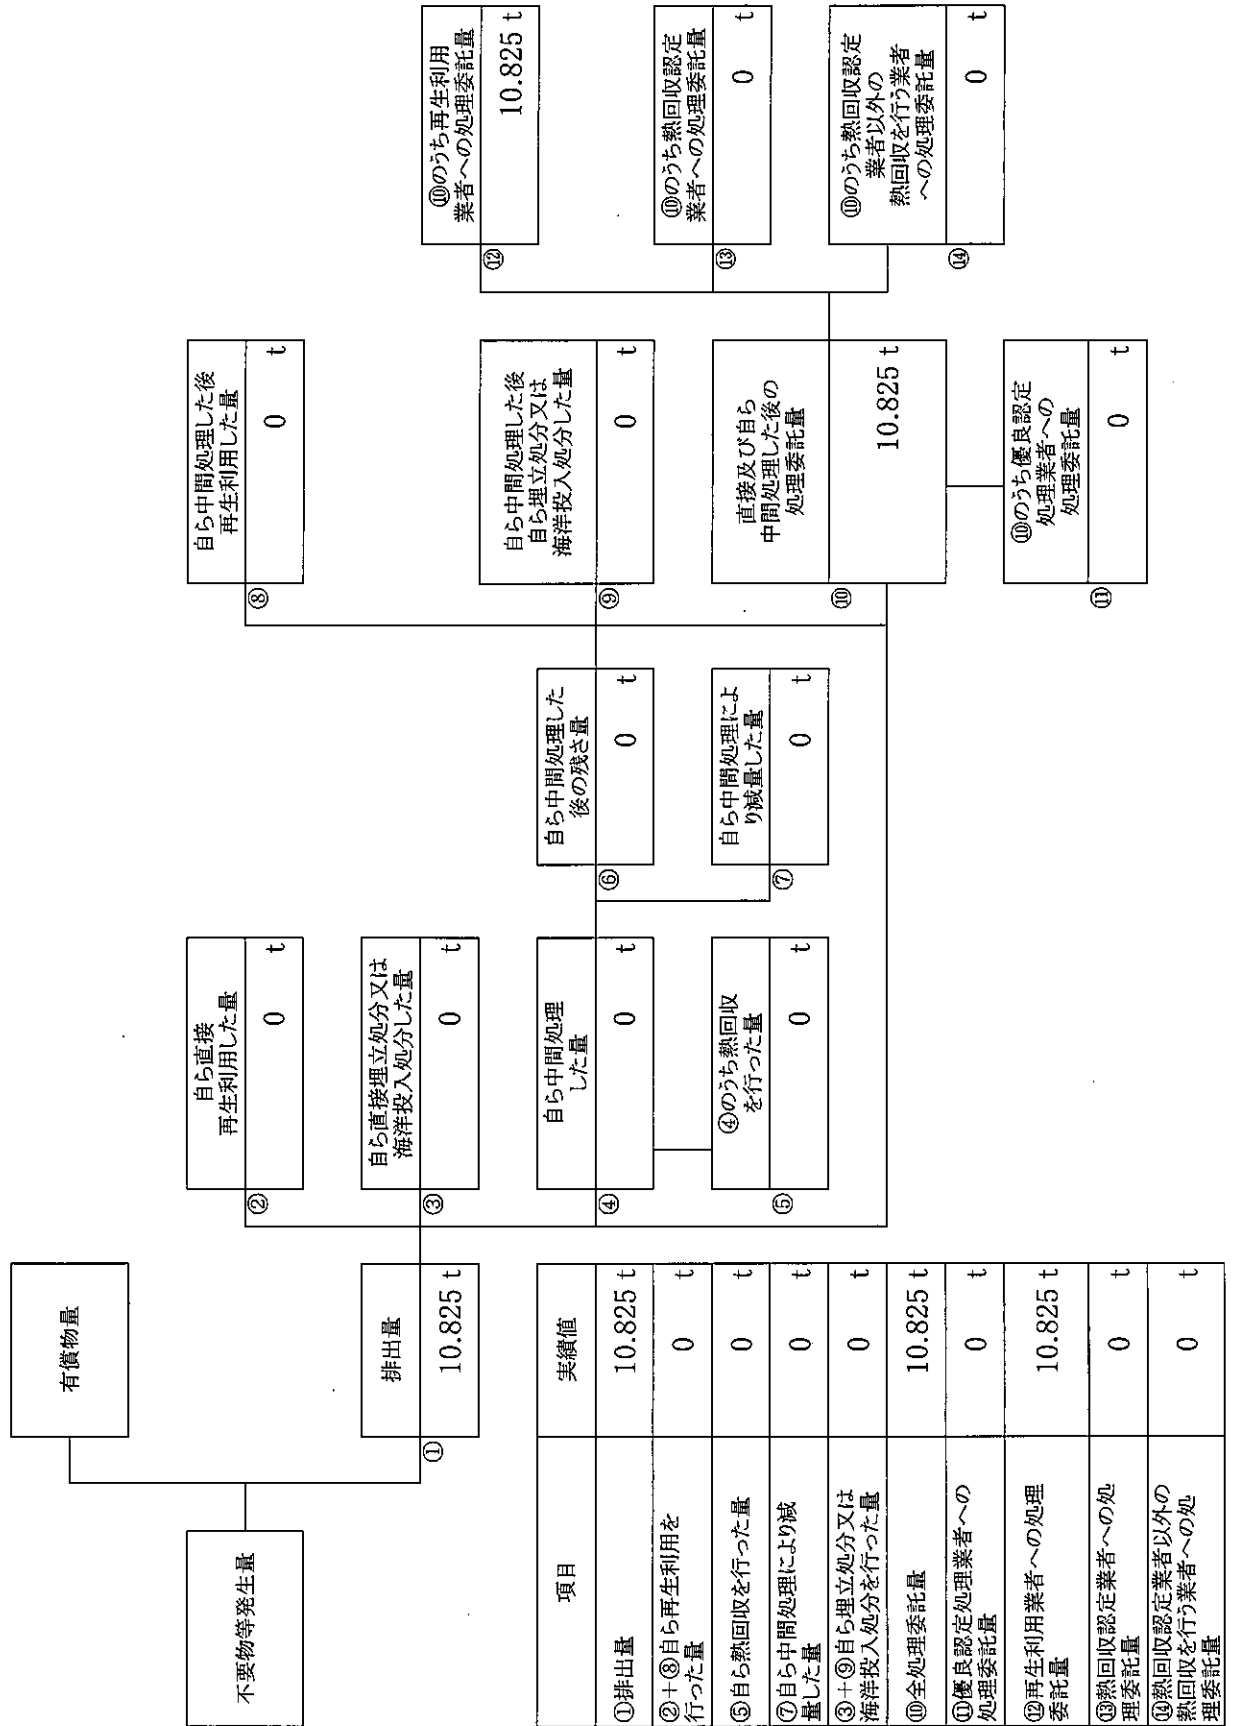 有償物量
不要物等発生量
排出量
①
10.825 t
自ら直接
再生利用した量
②
0 t
自ら直接埋立処分又は
海洋投入処分した量
③
0 t
自ら中間処理
した量
④
0 t
④のうち熱回収
を行った量
⑤
0 t
自ら中間処理した
後の残さ量
⑥
0 t
自ら中間処理によ
り減量した量
⑦
0 t
自ら中間処理した後
再生利用した量
⑧
0 t
自ら中間処理した後
自ら埋立処分又は
海洋投入処分した量
⑨
0 t
直接及び自ら
中間処理した後の
処理委託量
⑩
10.825 t
⑩のうち優良認定
処理業者への
処理委託量
⑪
0 t
⑩のうち再生利用
業者への処理委託量
⑫
10.825 t
⑩のうち熱回収認定
業者への処理委託量
⑬
0 t
⑩のうち熱回収認定
業者以外の
熱回収を行う業者
への処理委託量
⑭
0 t
項目 実績値
①排出量 10.825 t
②+⑧自ら再生利用を
行った量 0 t
⑤自ら熱回収を行った量 0 t
⑦自ら中間処理により減
量した量 0 t
③+⑨自ら埋立処分又は
海洋投入処分を行った量 0 t
⑩全処理委託量 10.825 t
⑪優良認定処理業者への
処理委託量 0 t
⑫再生利用業者への処理
委託量 10.825 t
⑬熱回収認定業者への処
理委託量 0 t
⑭熱回収認定業者以外の
熱回収を行う業者への処
理委託量 0 t